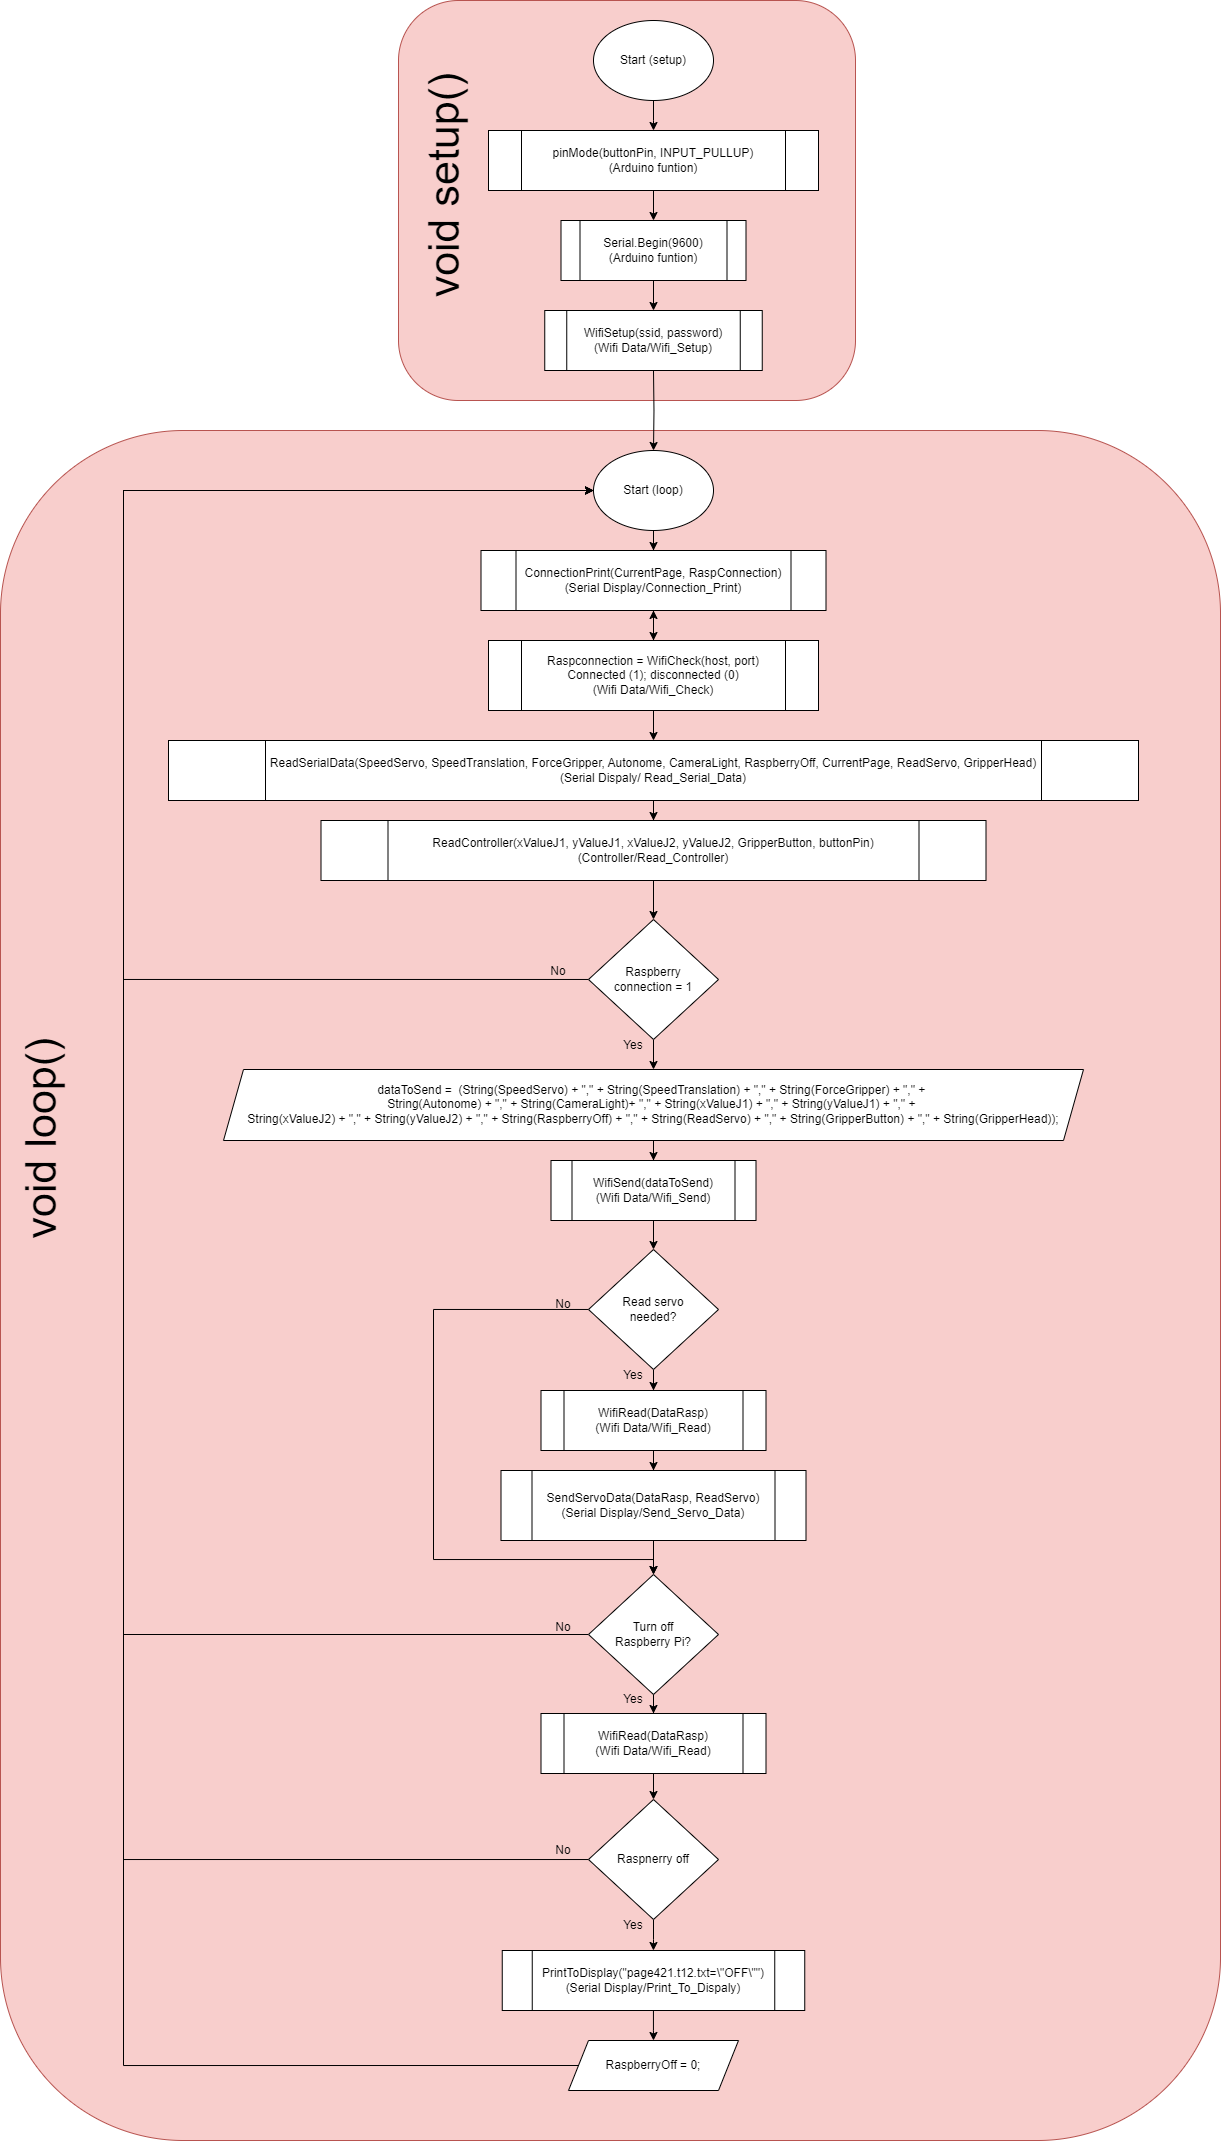 void setup()
Start (setup)
pinMode(buttonPin, INPUT_PULLUP)
(Arduino funtion)
Serial.Begin(9600)
(Arduino funtion)
WifiSetup(ssid, password)
(Wifi Data/Wifi_Setup)
void loop()
Start (loop)
ConnectionPrint(CurrentPage, RaspConnection)
(Serial Display/Connection_Print)
Raspconnection = WifiCheck(host, port)
Connected (1); disconnected (0)
(Wifi Data/Wifi_Check)
ReadSerialData(SpeedServo, SpeedTranslation, ForceGripper, Autonome, CameraLight, RaspberryOff, CurrentPage, ReadServo, GripperHead)
(Serial Dispaly/ Read_Serial_Data)
ReadController(xValueJ1, yValueJ1, xValueJ2, yValueJ2, GripperButton, buttonPin)
(Controller/Read_Controller)
Raspberry
connection = 1
No
Yes
dataToSend =  (String(SpeedServo) + "," + String(SpeedTranslation) + "," + String(ForceGripper) + "," +
String(Autonome) + "," + String(CameraLight)+ "," + String(xValueJ1) + "," + String(yValueJ1) + "," +
String(xValueJ2) + "," + String(yValueJ2) + "," + String(RaspberryOff) + "," + String(ReadServo) + "," + String(GripperButton) + "," + String(GripperHead));
WifiSend(dataToSend)
(Wifi Data/Wifi_Send)
Read servo
needed?
No
Yes
WifiRead(DataRasp)
(Wifi Data/Wifi_Read)
SendServoData(DataRasp, ReadServo)
(Serial Display/Send_Servo_Data)
Turn off
Raspberry Pi?
No
Yes
WifiRead(DataRasp)
(Wifi Data/Wifi_Read)
Raspnerry off
No
Yes
PrintToDisplay("page421.t12.txt=\"OFF\"")
(Serial Display/Print_To_Dispaly)
RaspberryOff = 0;